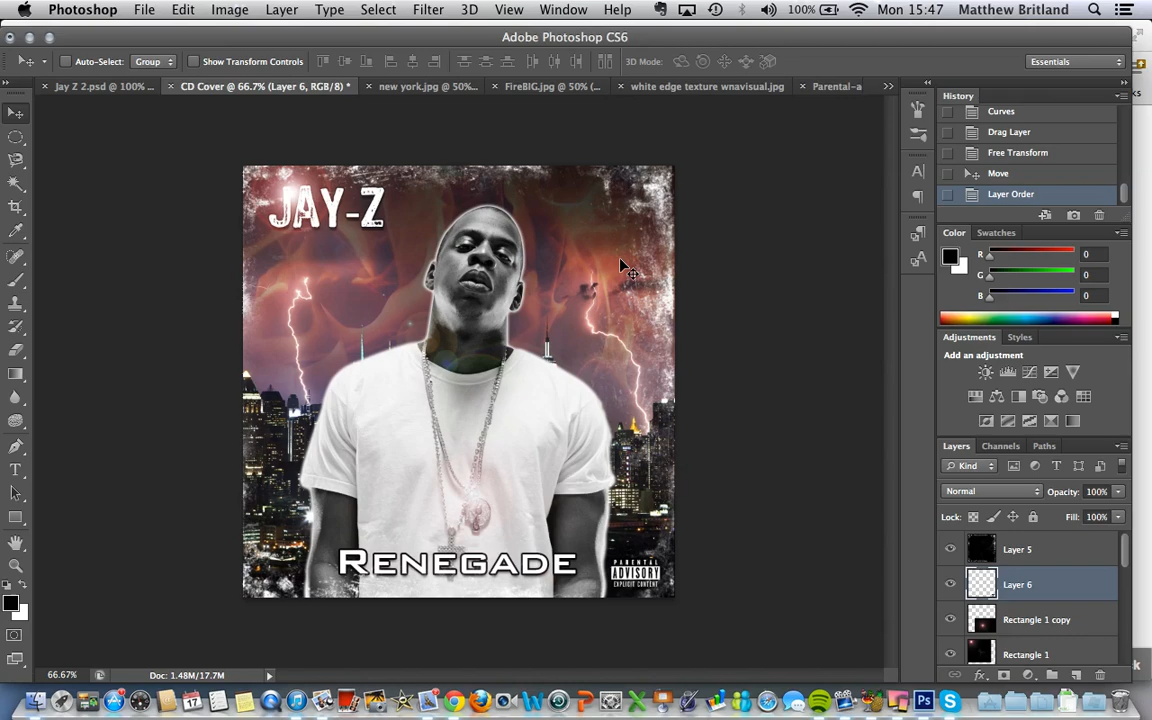 Photoshop File Edit Image Layer Type Select Filter 3D View Window Help 100% Mon 15:47 Matthew Britland
Adobe Photoshop CS6
Auto-Select: Group Show Transform Controls 3D Mode: Essentials
Jay Z 2.psd @ 100% ... CD Cover @ 66.7% (Layer 6, RGB/8) * new york.jpg @ 50%... FireBIG.jpg @ 50% (... white edge texture wnavisual.jpg Parental-a
History
Curves
Drag Layer
Free Transform
Move
Layer Order
Color Swatches
R 0
G 0
B 0
Adjustments Styles
Add an adjustment
Layers Channels Paths
Kind
Normal Opacity: 100%
Lock: Fill: 100%
Layer 5
Layer 6
Rectangle 1 copy
Rectangle 1
JAY-Z
RENEGADE
PARENTAL
ADVISORY
EXPLICIT CONTENT
66.67% Doc: 1.48M/17.7M